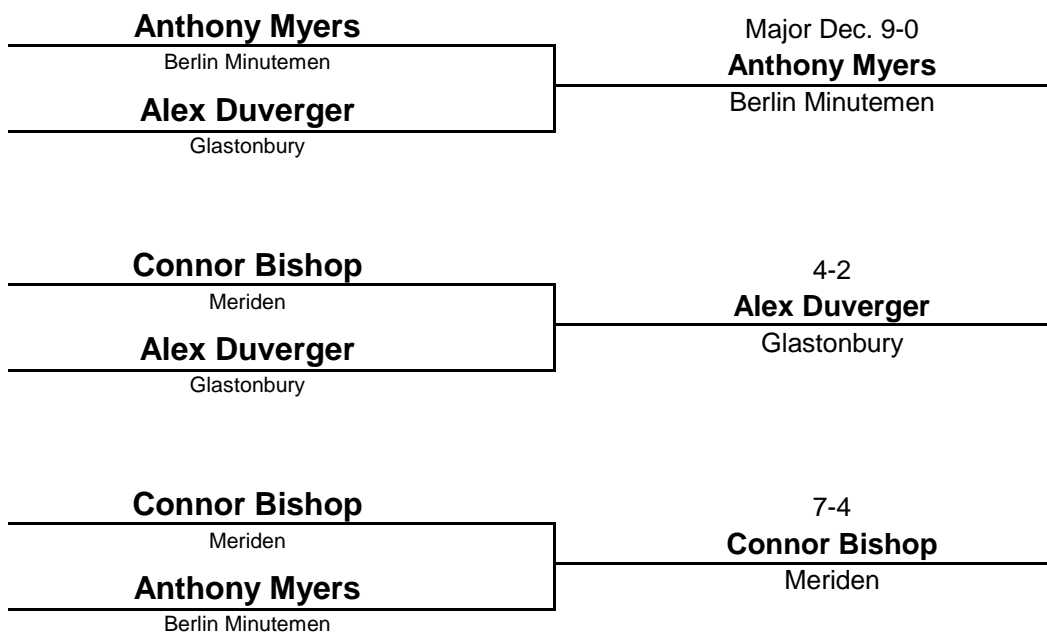 Anthony Myers
Berlin Minutemen
Alex Duverger
Glastonbury
Major Dec. 9-0
Anthony Myers
Berlin Minutemen
Connor Bishop
Meriden
Alex Duverger
Glastonbury
4-2
Alex Duverger
Glastonbury
Connor Bishop
Meriden
Anthony Myers
Berlin Minutemen
7-4
Connor Bishop
Meriden